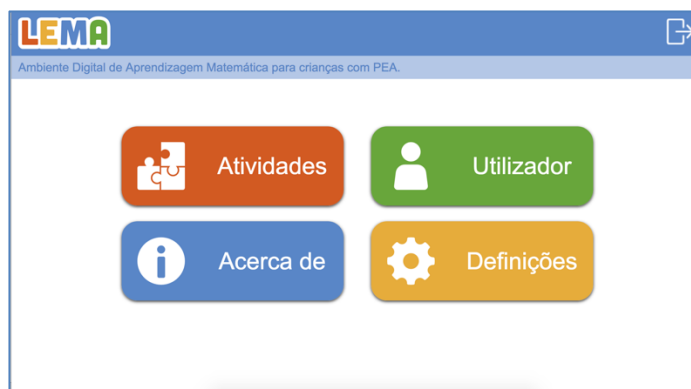 LEMA
Ambiente Digital de Aprendizagem Matemática para crianças com PEA.
Atividades
Utilizador
Acerca de
Definições